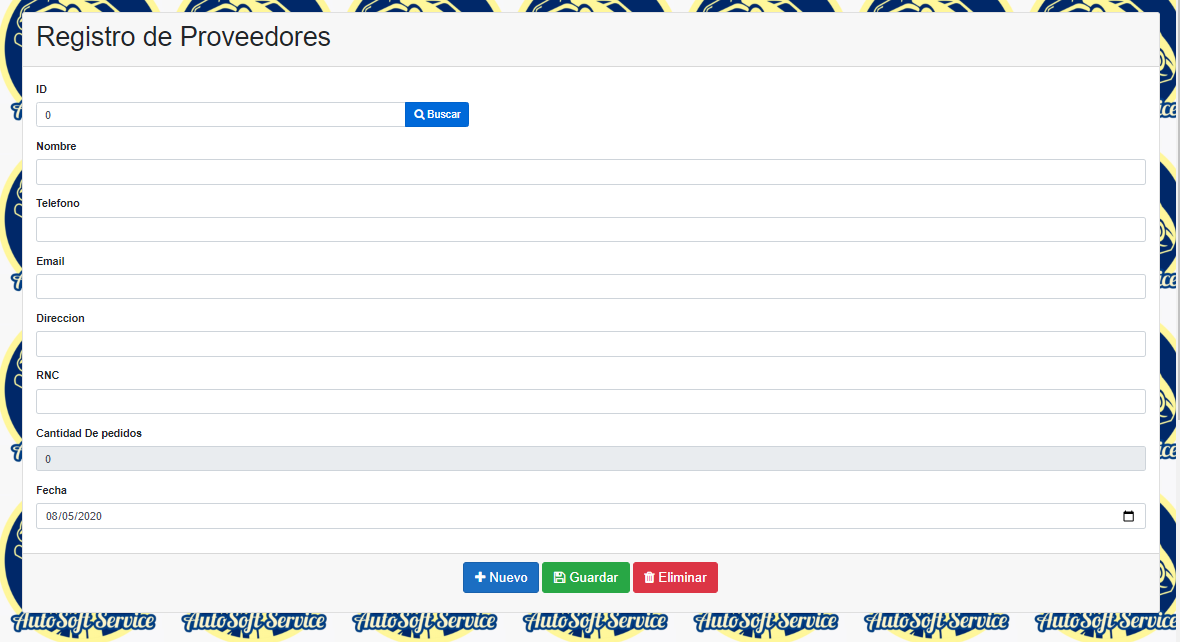 Registro de Proveedores
ID
0
Buscar
Nombre
Telefono
Email
Direccion
RNC
Cantidad De pedidos
0
Fecha
08/05/2020
Nuevo
Guardar
Eliminar
AutoSoft-Service AutoSoft-Service AutoSoft-Service AutoSoft-Service AutoSoft-Service AutoSoft-Service AutoSoft-Service